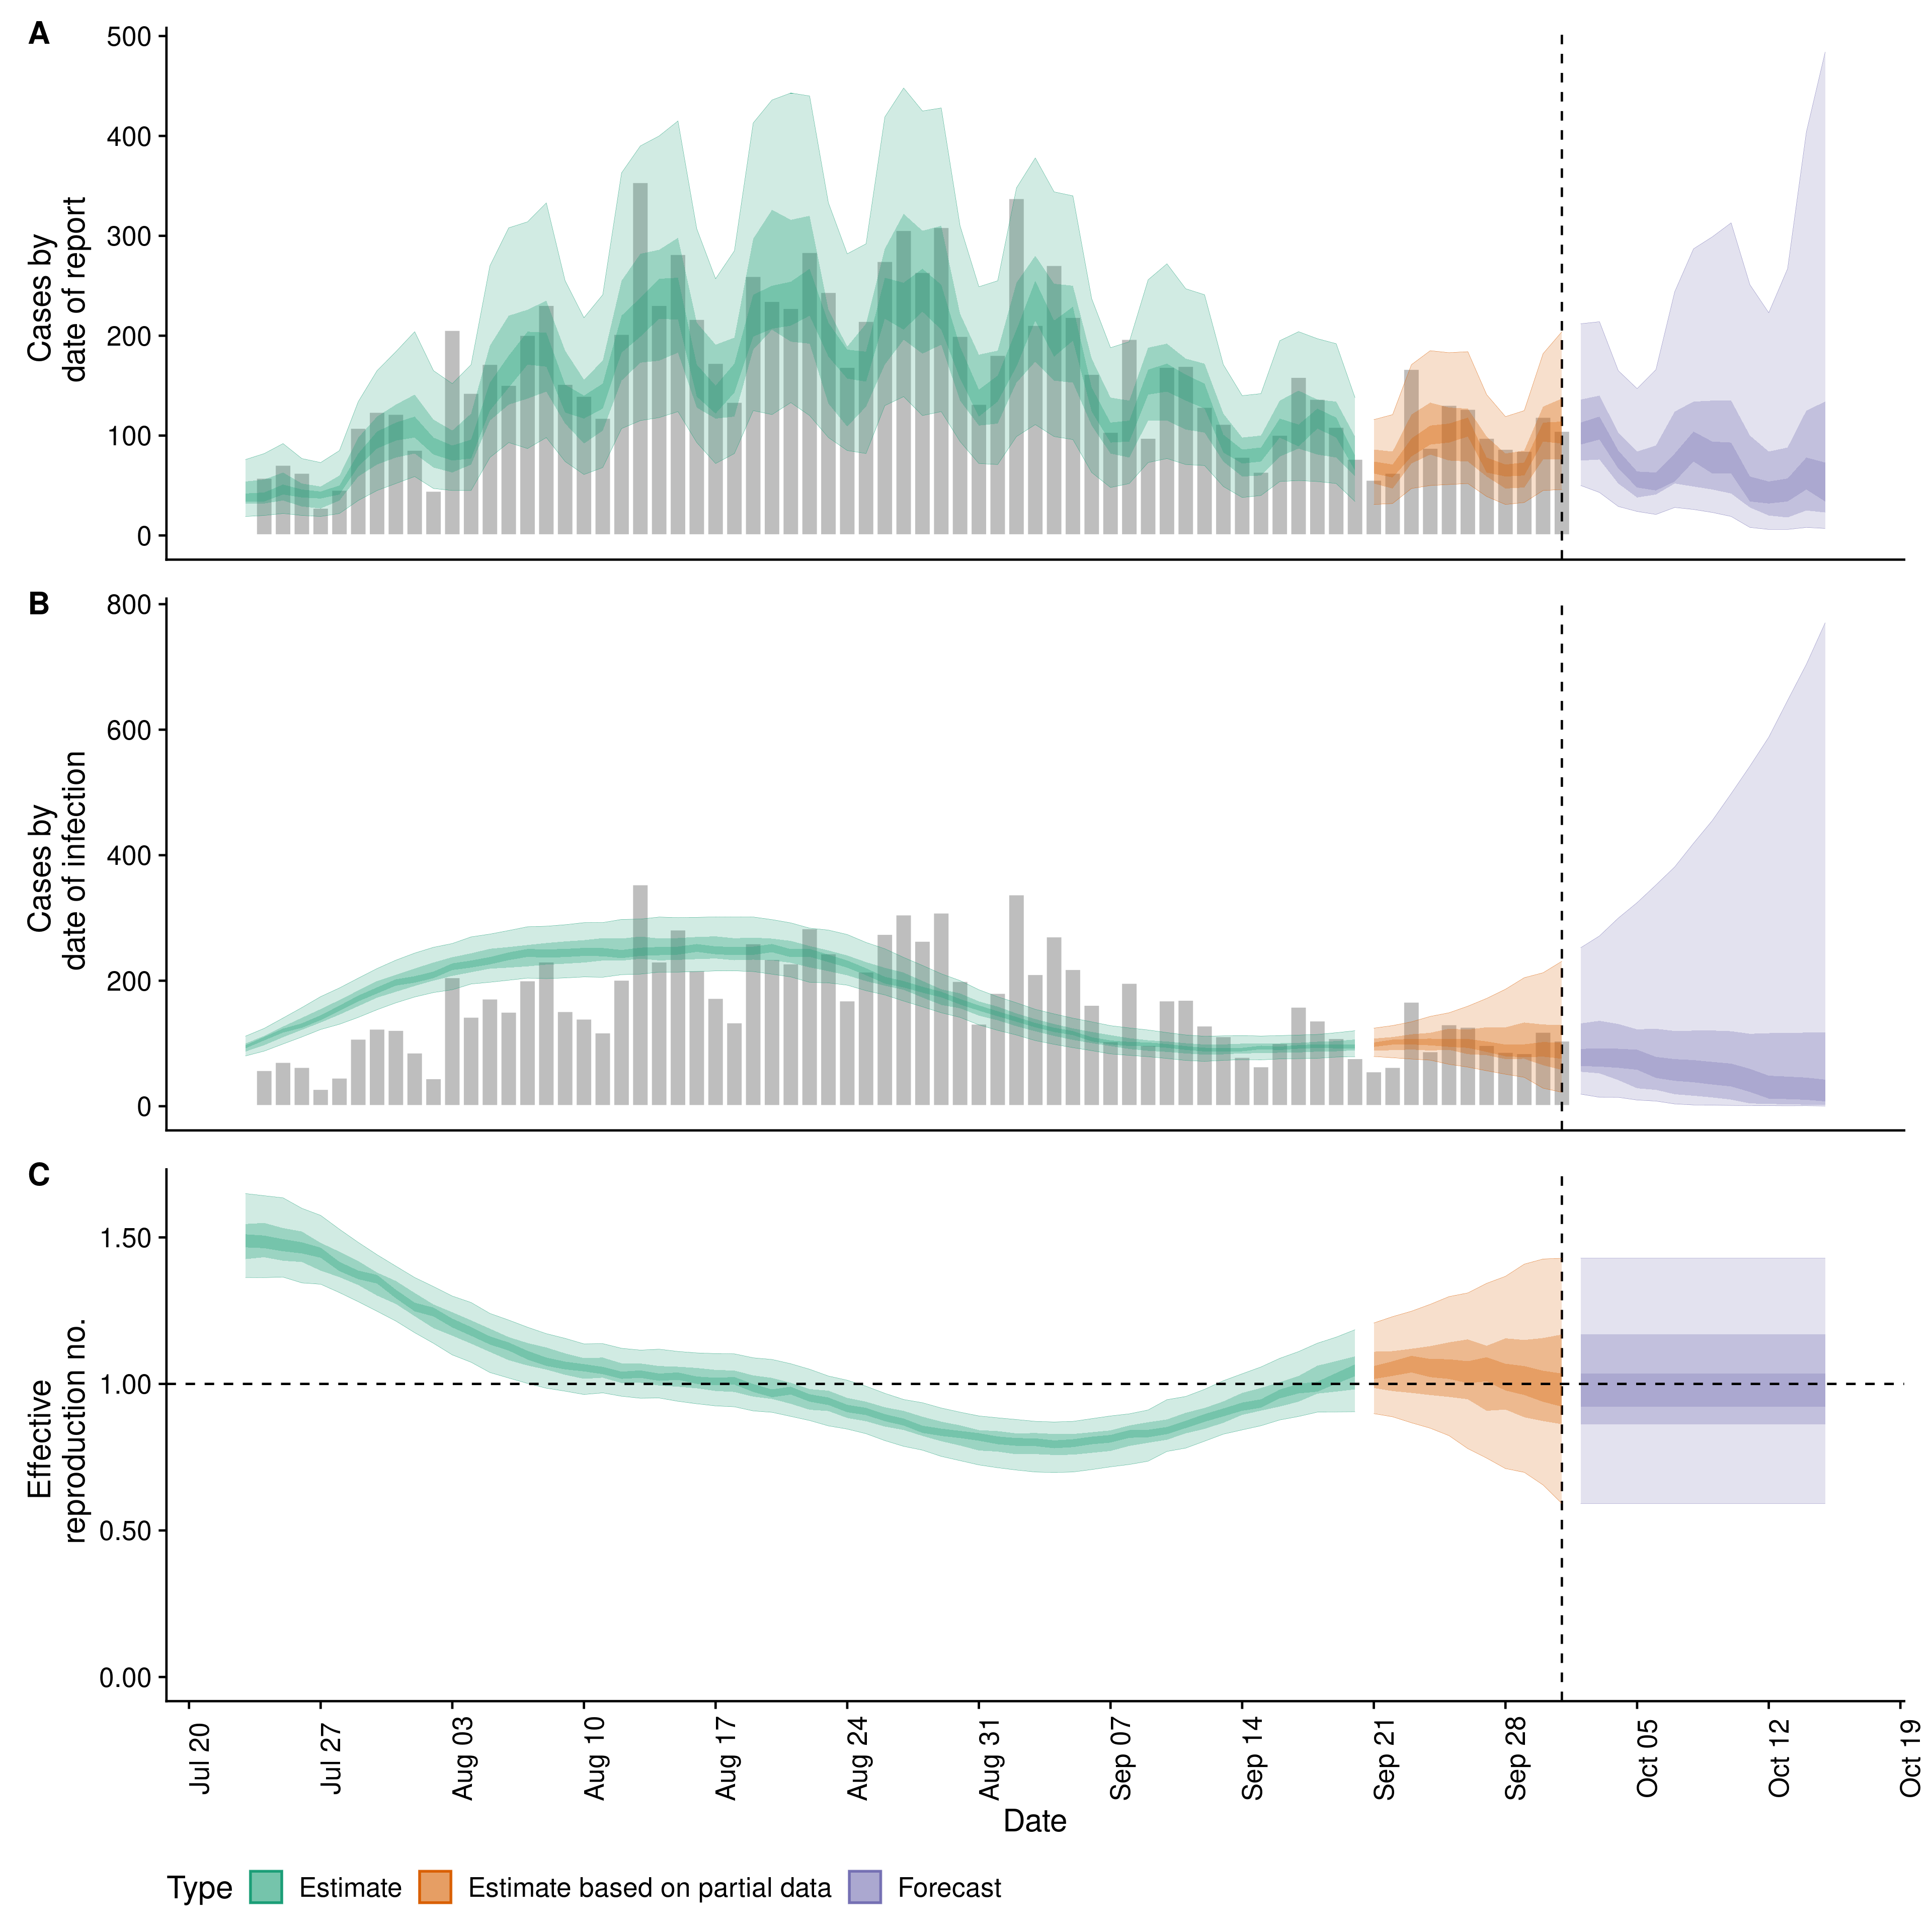 A
500
400
300
200
100
0
Cases by
date of report
B
800
600
400
200
0
Cases by
date of infection
C
1.50
1.00
0.50
0.00
Effective
reproduction no.
Jul 20
Jul 27
Aug 03
Aug 10
Aug 17
Aug 24
Aug 31
Sep 07
Sep 14
Sep 21
Sep 28
Oct 05
Oct 12
Oct 19
Date
Type Estimate Estimate based on partial data Forecast